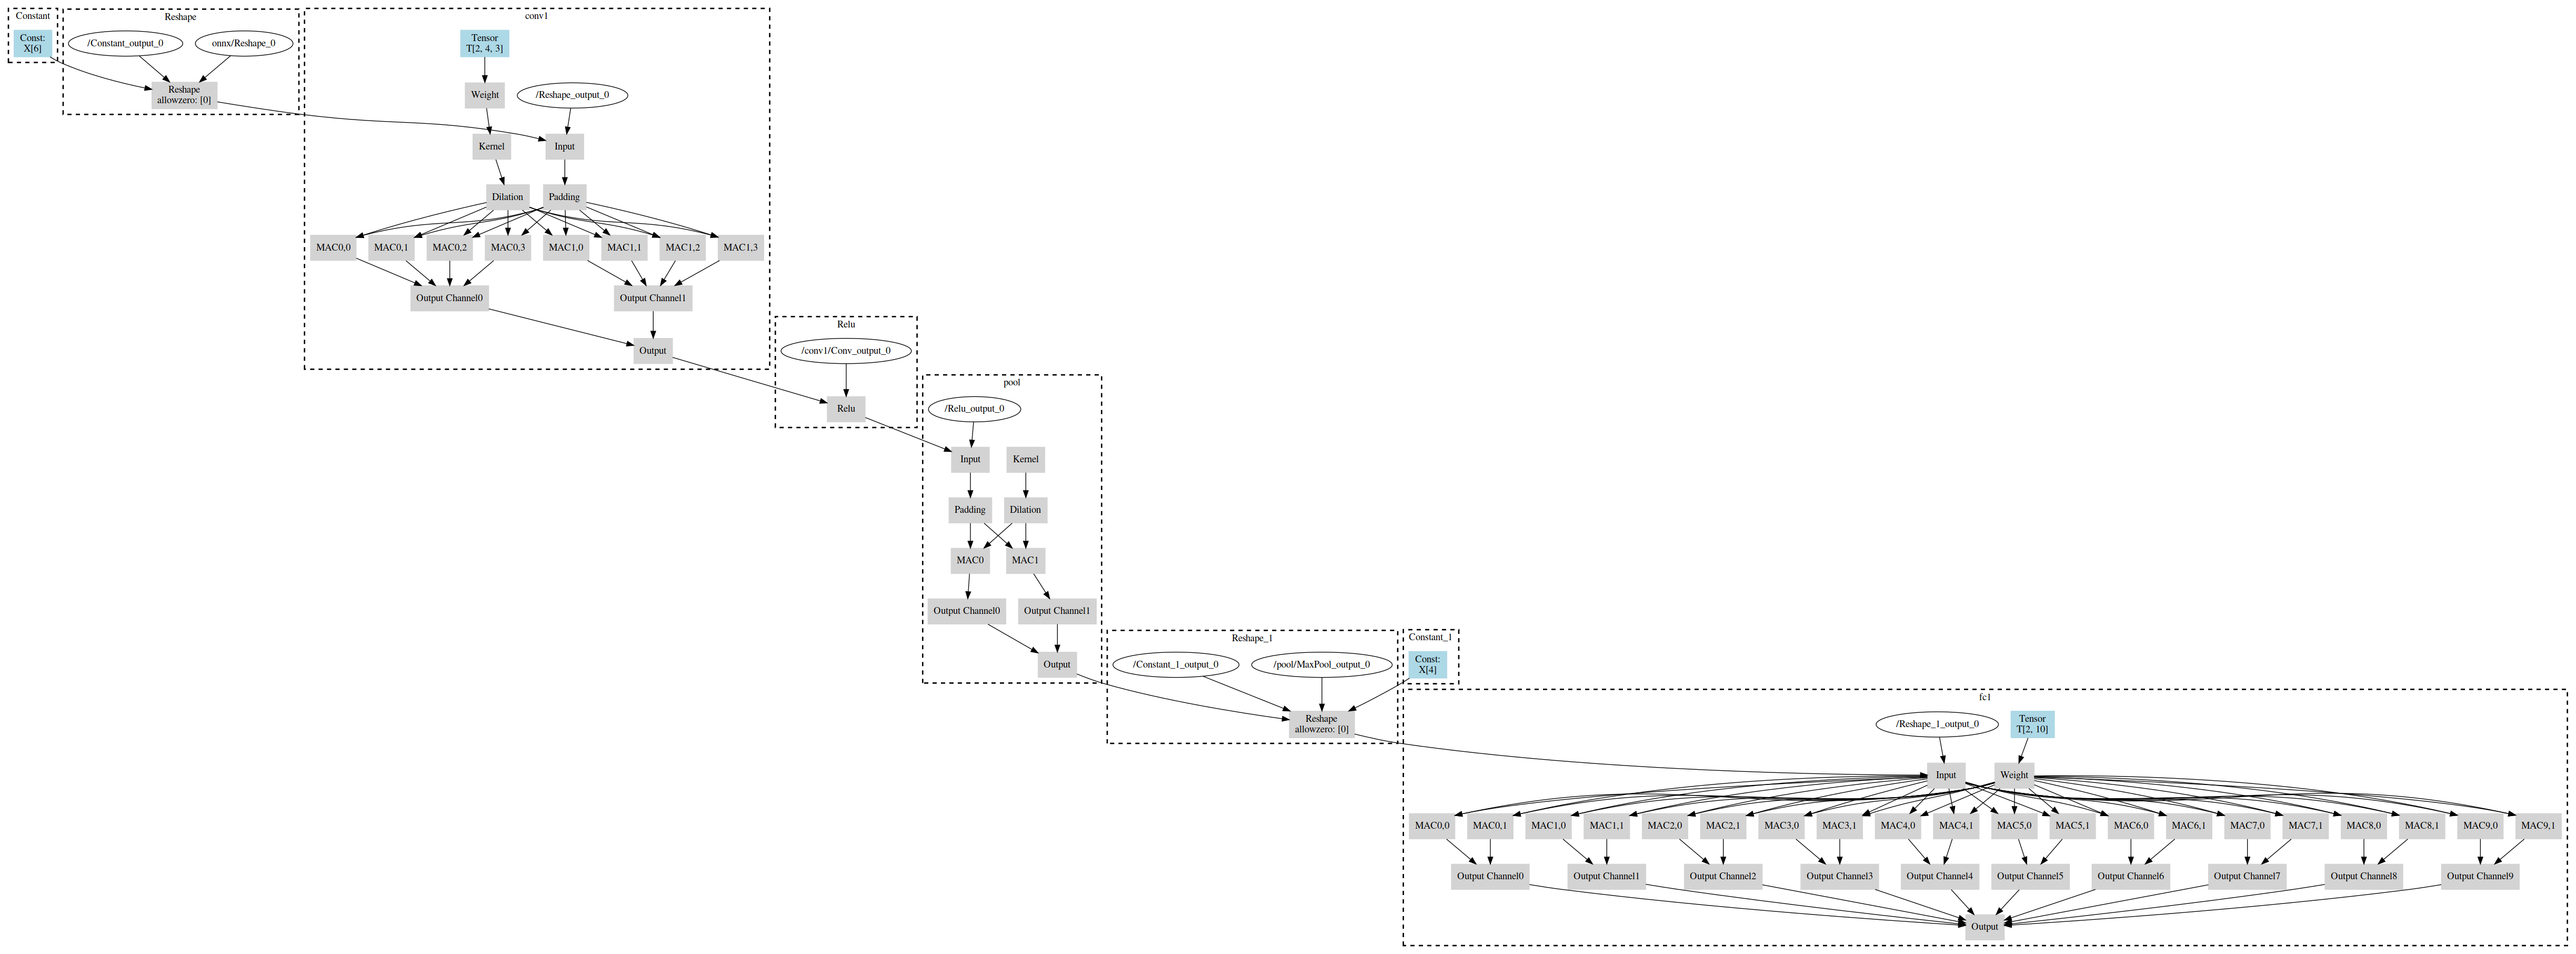 Constant
Const:
X[6]
Reshape
/Constant_output_0
onnx/Reshape_0
Reshape
allowzero: [0]
conv1
Tensor
T[2, 4, 3]
Weight
/Reshape_output_0
Kernel
Input
Dilation
Padding
MAC0,0
MAC0,1
MAC0,2
MAC0,3
MAC1,0
MAC1,1
MAC1,2
MAC1,3
Output Channel0
Output Channel1
Output
Relu
/conv1/Conv_output_0
Relu
pool
/Relu_output_0
Input
Kernel
Padding
Dilation
MAC0
MAC1
Output Channel0
Output Channel1
Output
Reshape_1
/Constant_1_output_0
/pool/MaxPool_output_0
Reshape
allowzero: [0]
Constant_1
Const:
X[4]
fc1
/Reshape_1_output_0
Tensor
T[2, 10]
Input
Weight
MAC0,0
MAC0,1
MAC1,0
MAC1,1
MAC2,0
MAC2,1
MAC3,0
MAC3,1
MAC4,0
MAC4,1
MAC5,0
MAC5,1
MAC6,0
MAC6,1
MAC7,0
MAC7,1
MAC8,0
MAC8,1
MAC9,0
MAC9,1
Output Channel0
Output Channel1
Output Channel2
Output Channel3
Output Channel4
Output Channel5
Output Channel6
Output Channel7
Output Channel8
Output Channel9
Output